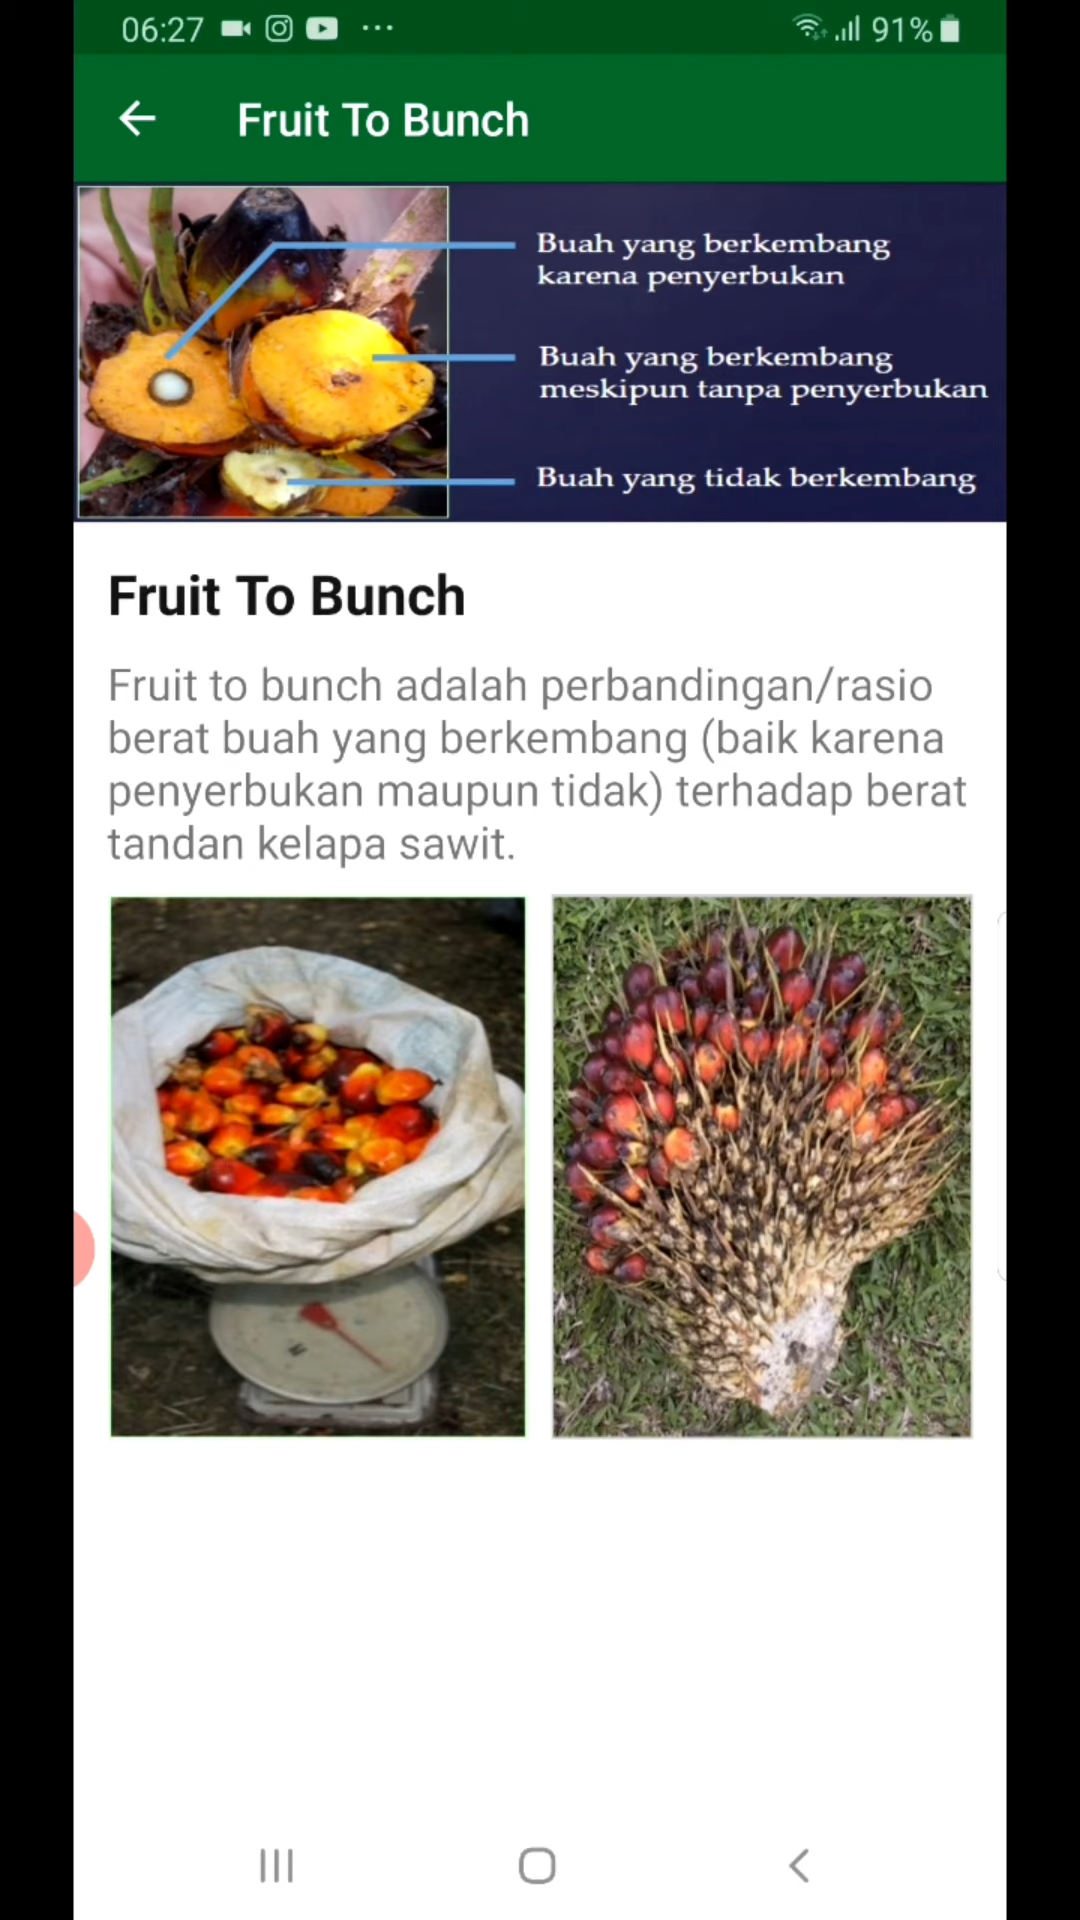 06:27
91%
Fruit To Bunch
Buah yang berkembang
karena penyerbukan
Buah yang berkembang
meskipun tanpa penyerbukan
Buah yang tidak berkembang
Fruit To Bunch
Fruit to bunch adalah perbandingan/rasio
berat buah yang berkembang (baik karena
penyerbukan maupun tidak) terhadap berat
tandan kelapa sawit.